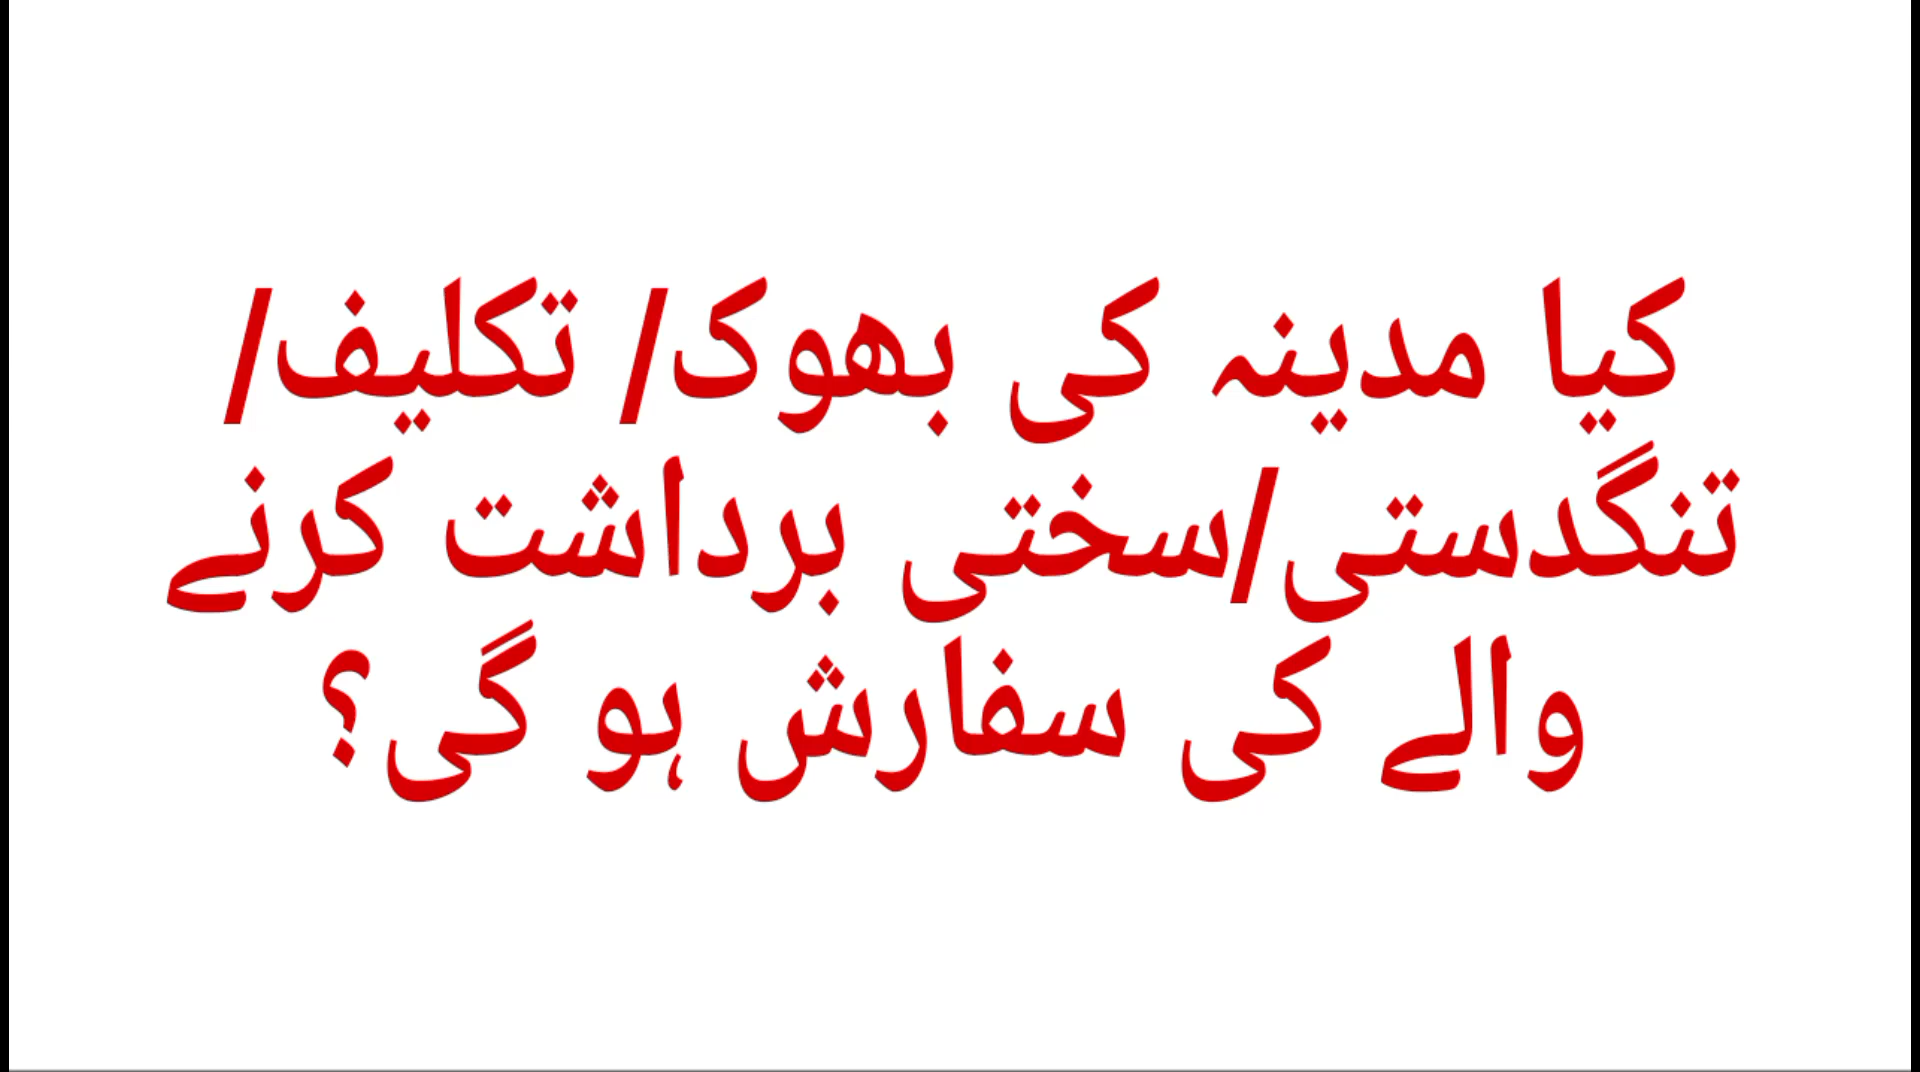 کیا مدینہ کی بھوک/ تکلیف/
تنگدستی/سختی برداشت کرنے
والے کی سفارش ہو گی؟